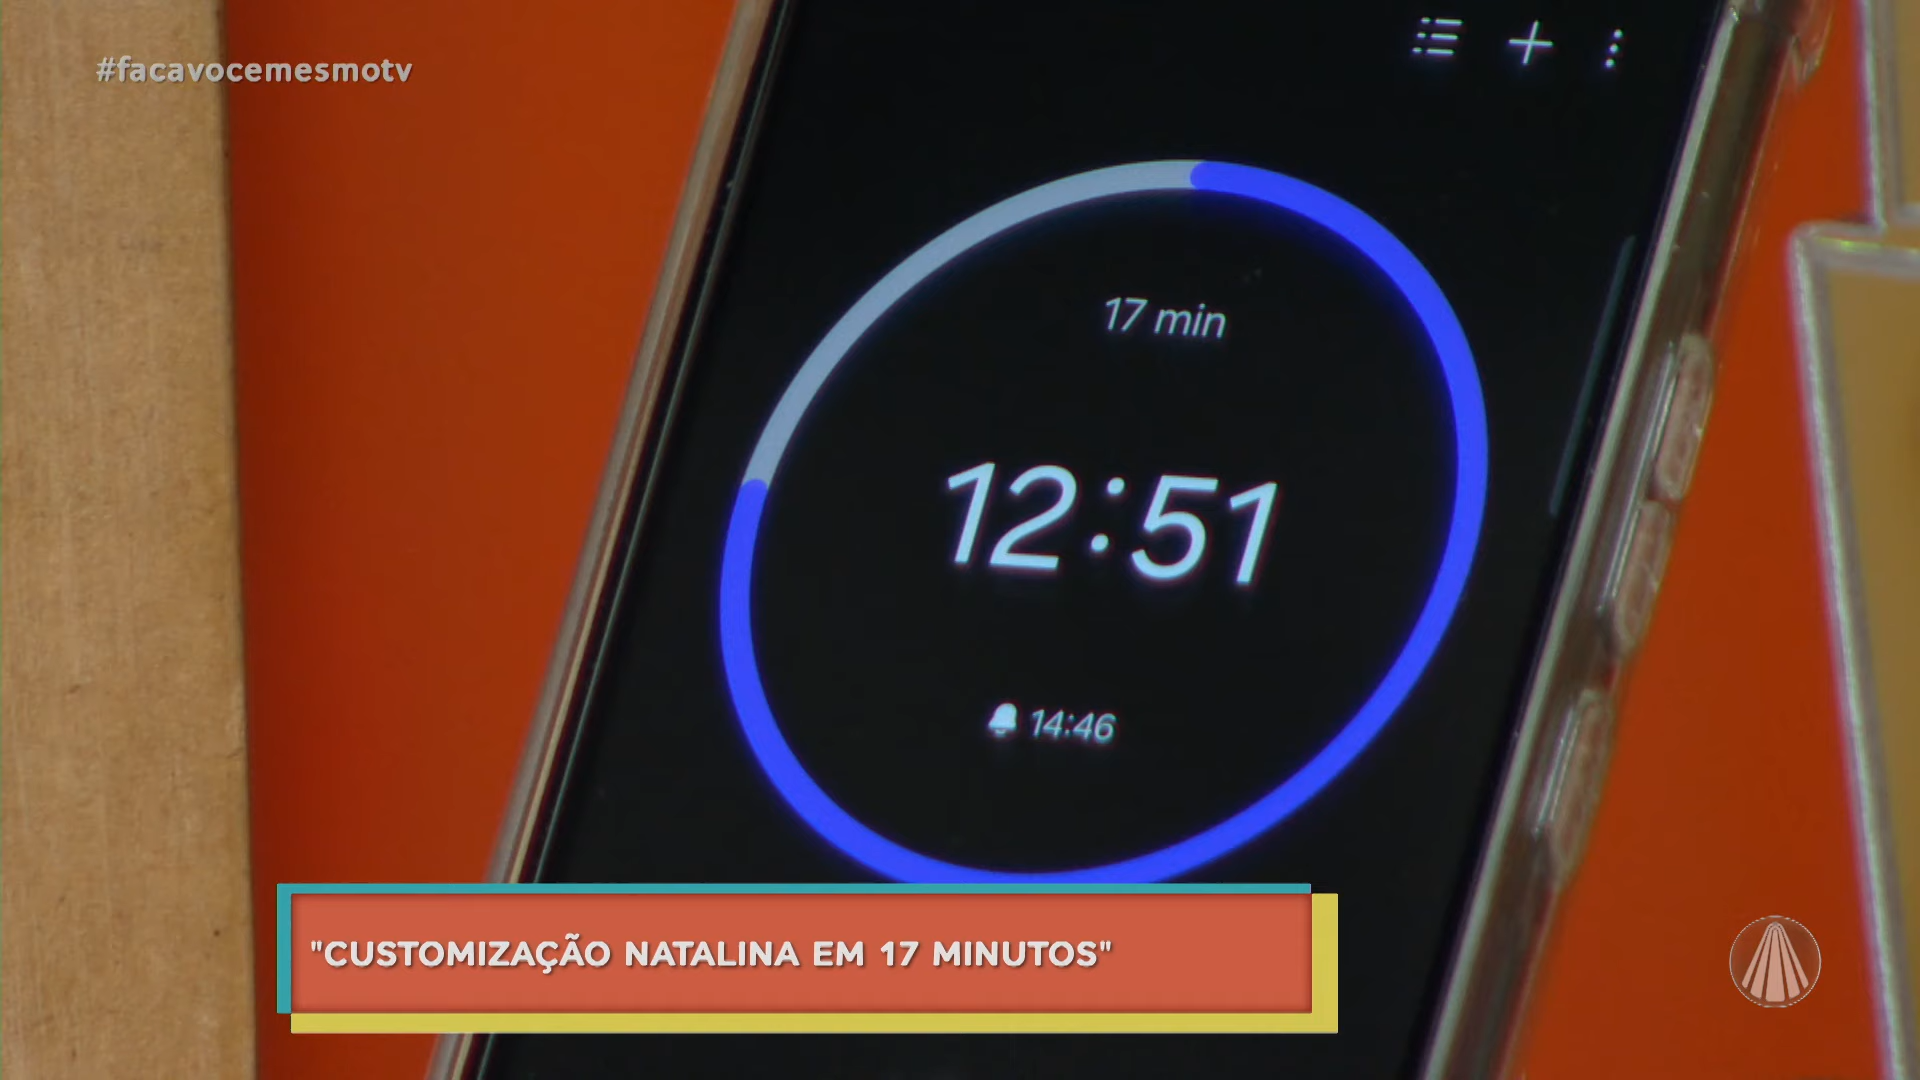 #facavocemesmotv
17 min
12:51
14:46
"CUSTOMIZAÇÃO NATALINA EM 17 MINUTOS"